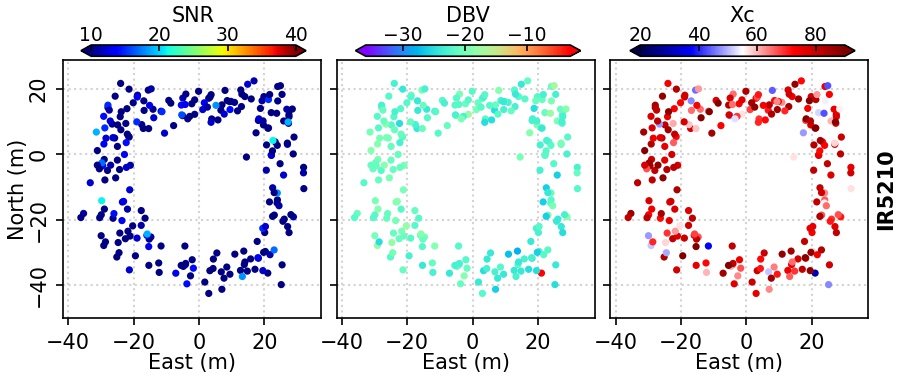 SNR DBV Xc
10 20 30 40 −30 −20 −10 20 40 60 80
20
0
−20
−40
North (m)
IR5210
−40 −20 0 20 −40 −20 0 20 −40 −20 0 20
East (m) East (m) East (m)